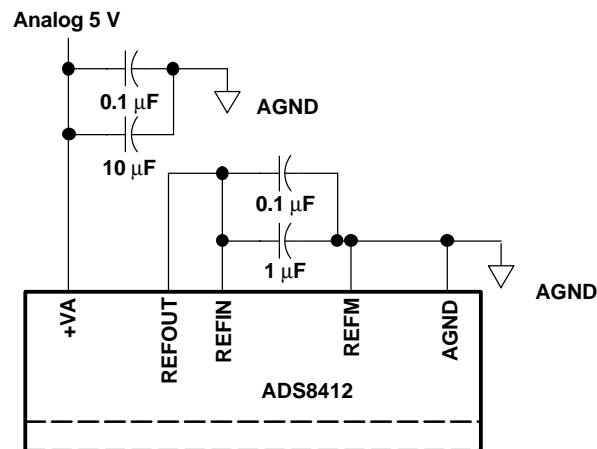 Analog 5 V
0.1 μF
AGND
10 μF
0.1 μF
1 μF
AGND
+VA
REFOUT
REFIN
REFM
AGND
ADS8412